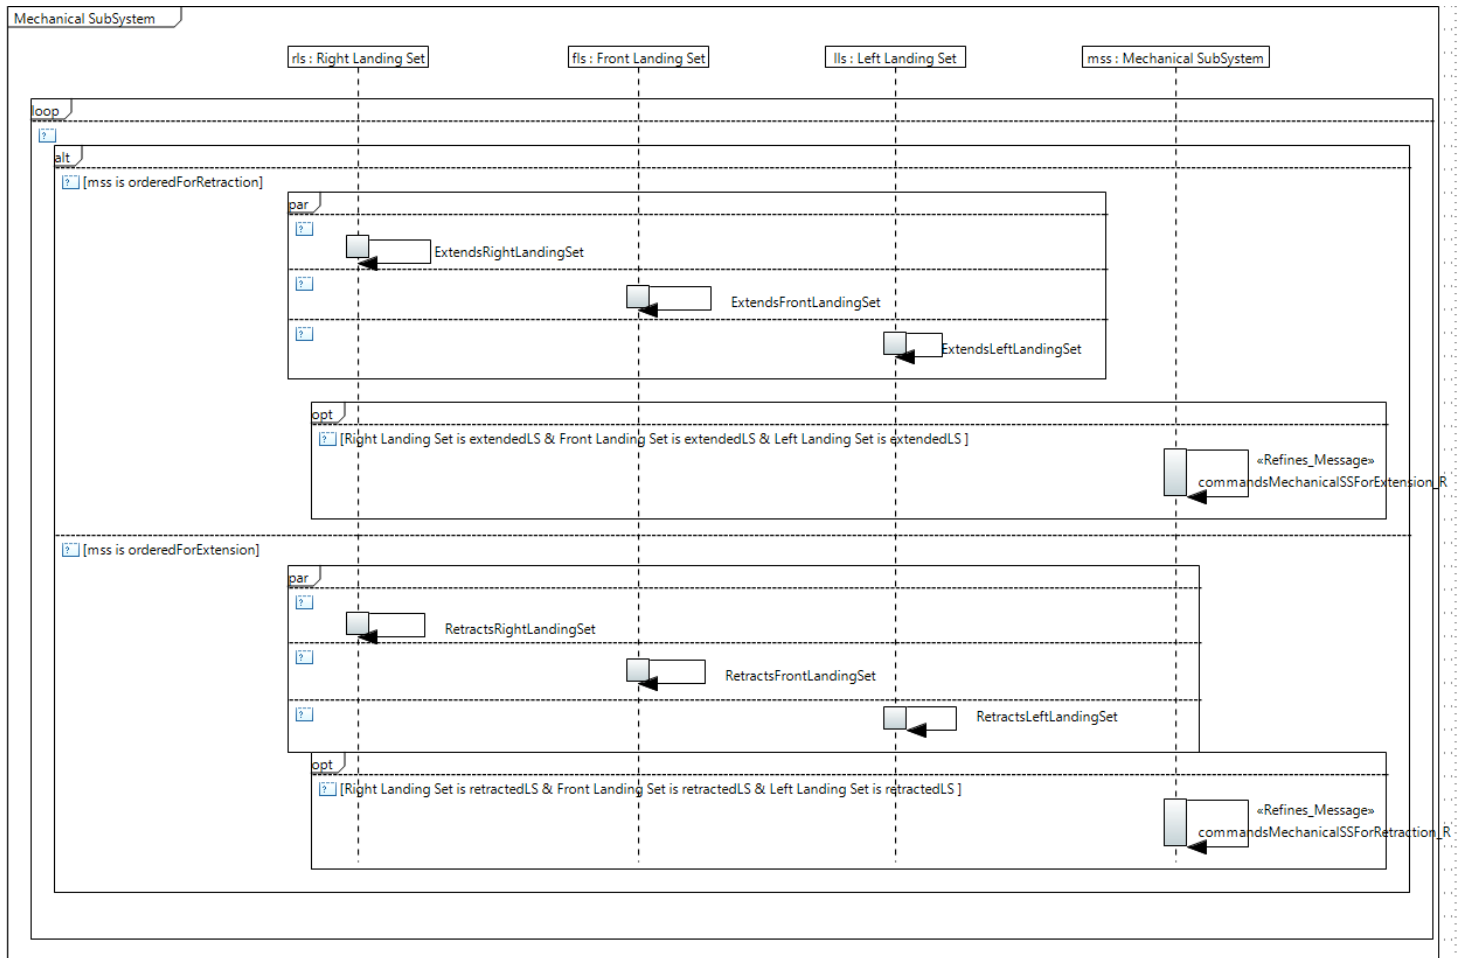 Mechanical SubSystem
rls : Right Landing Set
fls : Front Landing Set
lls : Left Landing Set
mss : Mechanical SubSystem
loop
?
alt
? [mss is orderedForRetraction]
par
?
ExtendsRightLandingSet
?
ExtendsFrontLandingSet
?
ExtendsLeftLandingSet
opt
? [Right Landing Set is extendedLS & Front Landing Set is extendedLS & Left Landing Set is extendedLS ]
«Refines_Message»
commandsMechanicalSSForExtension_R
? [mss is orderedForExtension]
par
?
RetractsRightLandingSet
?
RetractsFrontLandingSet
?
RetractsLeftLandingSet
opt
? [Right Landing Set is retractedLS & Front Landing Set is retractedLS & Left Landing Set is retractedLS ]
«Refines_Message»
commandsMechanicalSSForRetraction_R